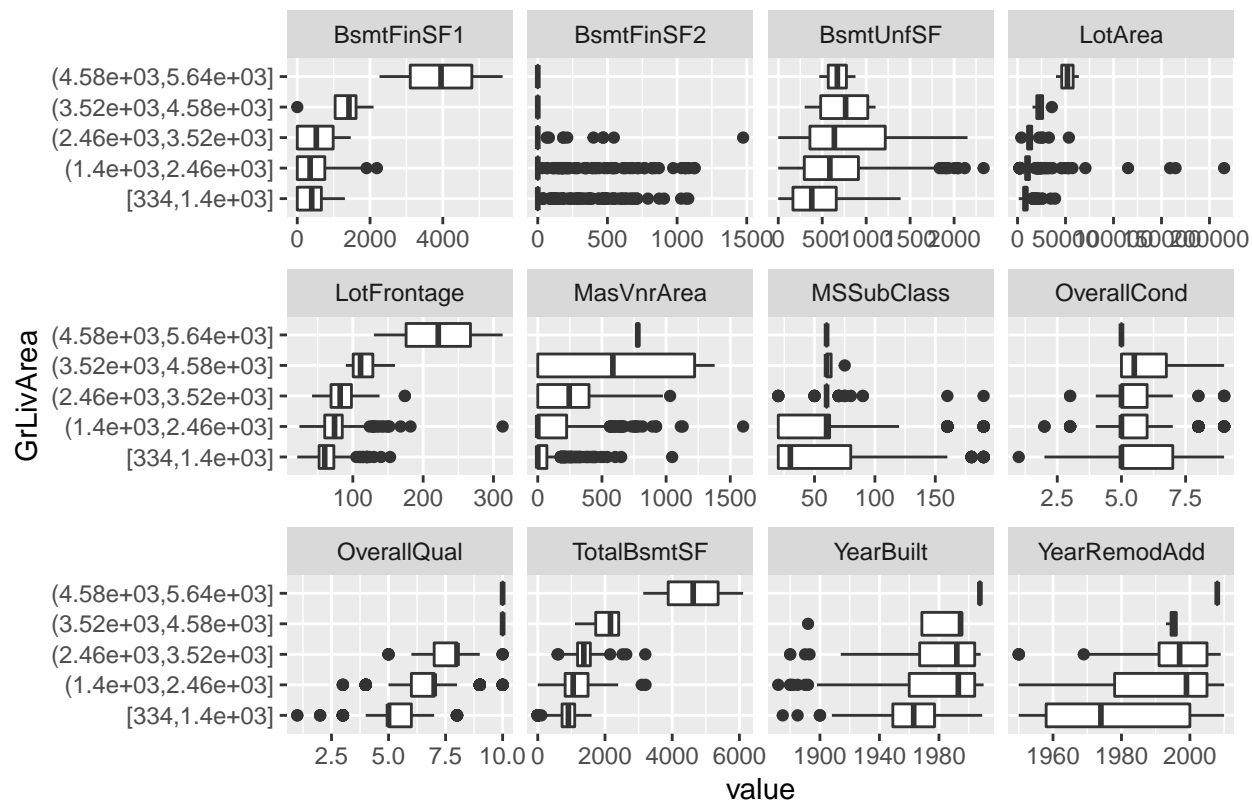 BsmtFinSF1 BsmtFinSF2 BsmtUnfSF LotArea
(4.58e+03,5.64e+03]
(3.52e+03,4.58e+03]
(2.46e+03,3.52e+03]
(1.4e+03,2.46e+03]
[334,1.4e+03]
0 2000 4000 0 500 1000 1500 0 500 1000 1500 2000 0 50000 100000 150000 200000
LotFrontage MasVnrArea MSSubClass OverallCond
(4.58e+03,5.64e+03]
(3.52e+03,4.58e+03]
(2.46e+03,3.52e+03]
(1.4e+03,2.46e+03]
[334,1.4e+03]
100 200 300 0 500 1000 1500 50 100 150 2.5 5.0 7.5
OverallQual TotalBsmtSF YearBuilt YearRemodAdd
(4.58e+03,5.64e+03]
(3.52e+03,4.58e+03]
(2.46e+03,3.52e+03]
(1.4e+03,2.46e+03]
[334,1.4e+03]
2.5 5.0 7.5 10.0 0 2000 4000 6000 1900 1940 1980 1960 1980 2000
GrLivArea
value